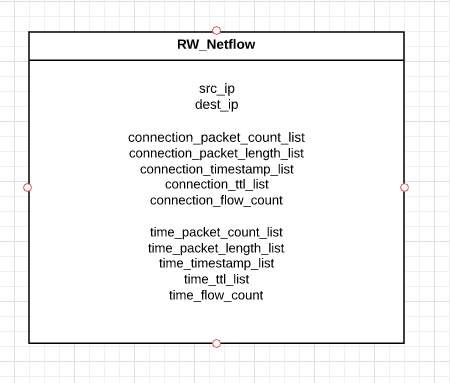 RW_Netflow
src_ip
dest_ip
connection_packet_count_list
connection_packet_length_list
connection_timestamp_list
connection_ttl_list
connection_flow_count
time_packet_count_list
time_packet_length_list
time_timestamp_list
time_ttl_list
time_flow_count